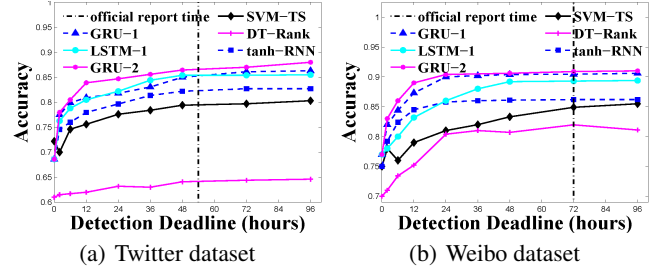 official report time
SVM-TS
GRU-1
DT-Rank
LSTM-1
tanh-RNN
GRU-2
Accuracy
0.9
0.85
0.8
0.75
0.7
0.65
0.6
0 12 24 36 48 60 72 84 96
Detection Deadline (hours)
(a) Twitter dataset
official report time
SVM-TS
GRU-1
DT-Rank
LSTM-1
tanh-RNN
GRU-2
Accuracy
1
0.95
0.9
0.85
0.8
0.75
0.7
0 12 24 36 48 60 72 84 96
Detection Deadline (hours)
(b) Weibo dataset